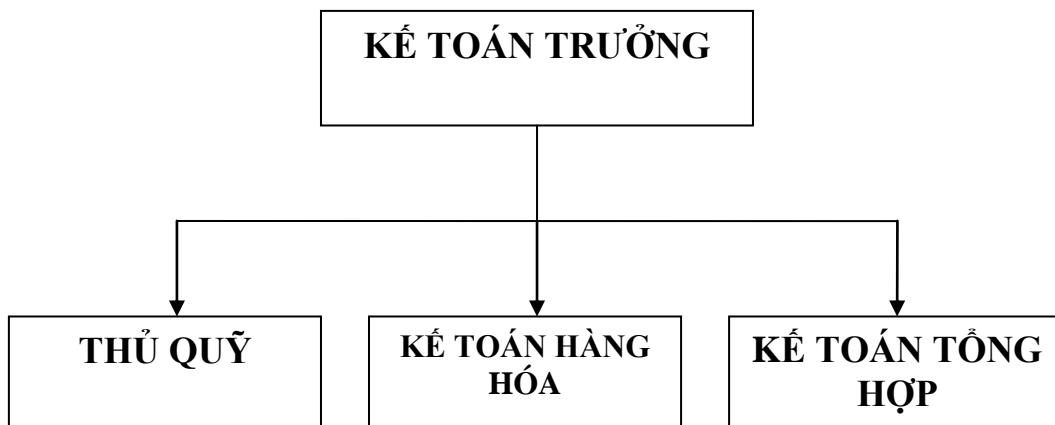 KẾ TOÁN TRƯỞNG
THỦ QUỸ
KẾ TOÁN HÀNG
HÓA
KẾ TOÁN TỔNG
HỢP